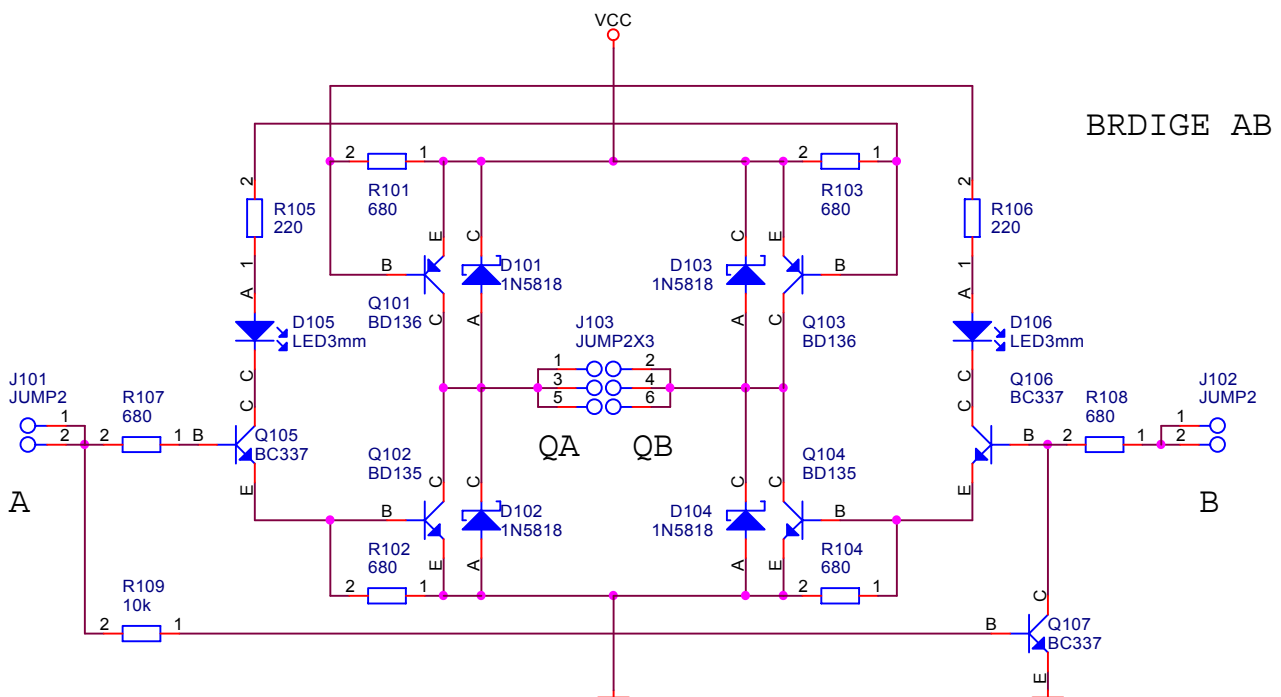 VCC
BRDIGE AB
2 1
R101
680
2 1
R103
680
2
R105
220
1
2
R106
220
1
E
C
B
D101
1N5818
Q101
BD136
C
A
C
E
B
D103
1N5818
Q103
BD136
A
C
A
D105
LED3mm
C
A
D106
LED3mm
C
J103
JUMP2X3
1 2
3 4
5 6
QA QB
J101
JUMP2
1
2
A
R107
680
2 1
B
C
Q105
BC337
E
Q106
BC337
C
B
E
R108
680
2 1
J102
JUMP2
1
2
B
Q102
BD135
C
B
E
C
D102
1N5818
A
Q104
BD135
C
B
E
C
D104
1N5818
A
R102
680
2 1
R104
680
2 1
R109
10k
2 1
B
C
Q107
BC337
E